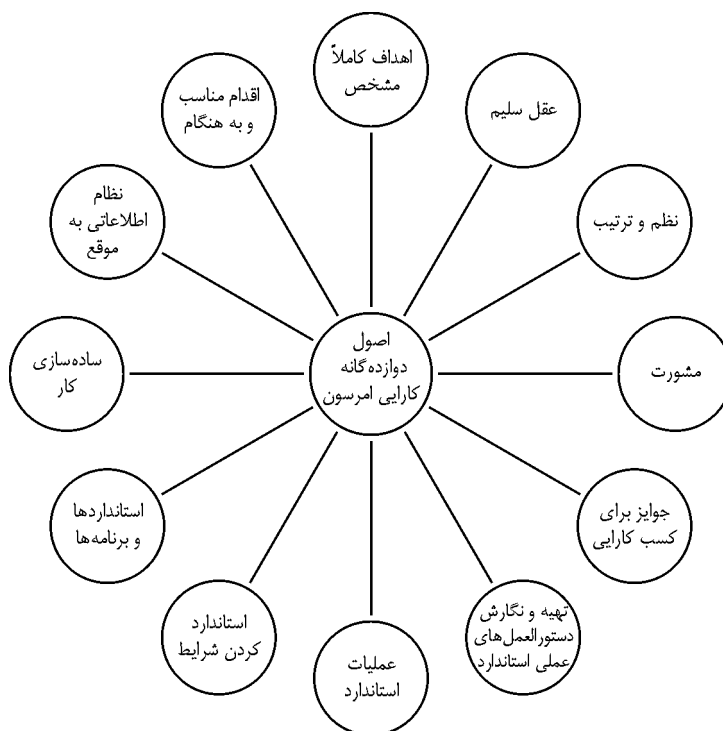 اهداف کاملاً
مشخص
عقل سلیم
نظم و ترتیب
مشورت
جوایز برای
کسب کارایی
تهیه و نگارش
دستورالعمل‌های
عملی استاندارد
عملیات
استاندارد
استاندارد
کردن شرایط
استانداردها
و برنامه‌ها
ساده‌سازی
کار
نظام
اطلاعاتی به
موقع
اقدام مناسب
و به هنگام
اصول
دوازده‌گانه
کارایی امرسون